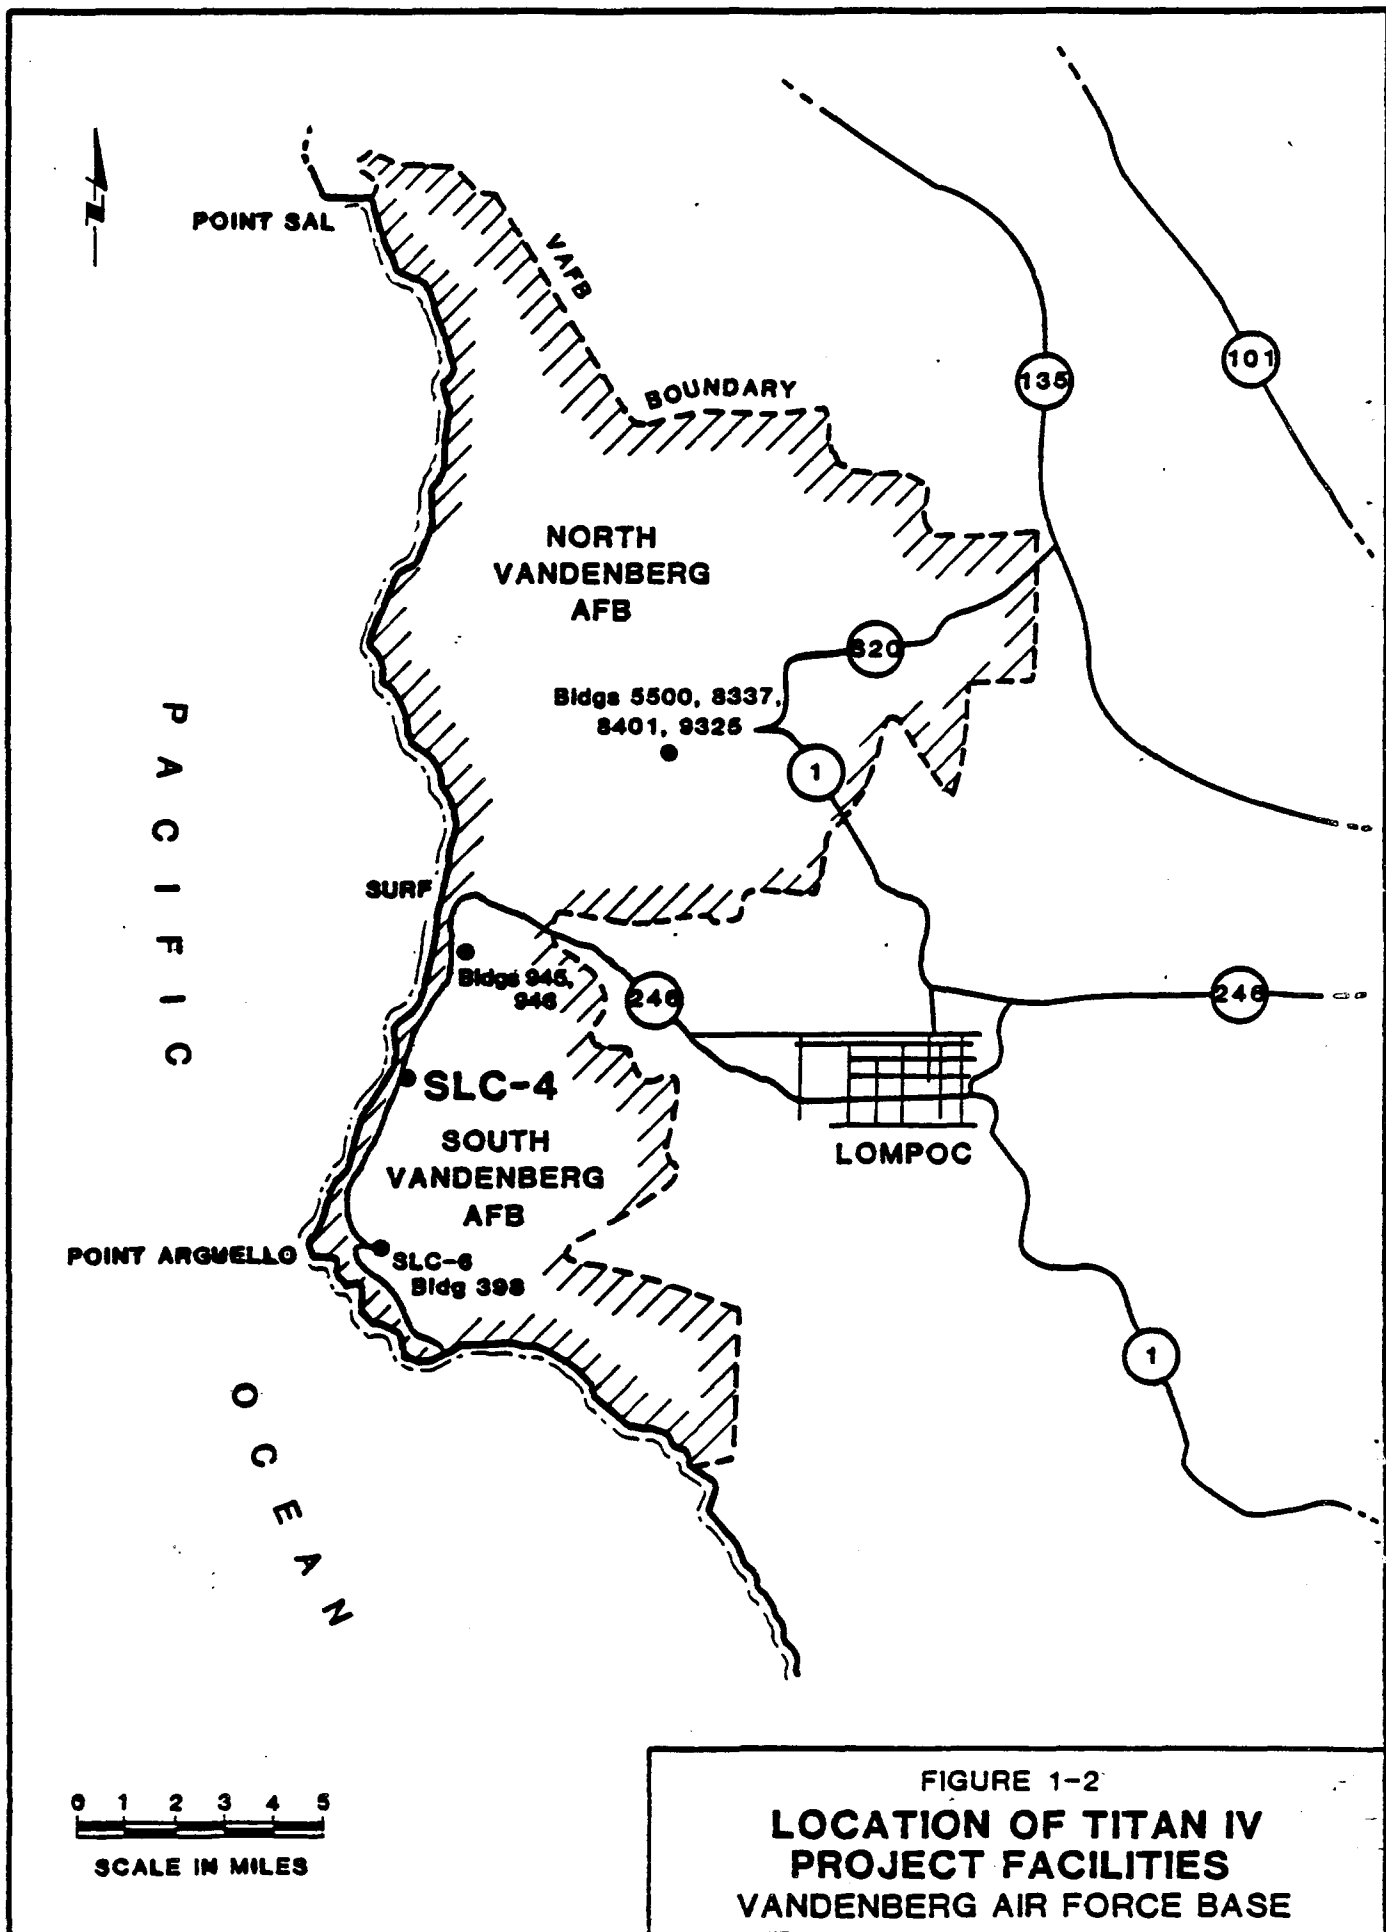 POINT SAL
VAFB
BOUNDARY
135
101
NORTH
VANDENBERG
AFB
Bldgs 5500, 8337,
8401, 9325
1
SURF
Bldgs 945,
946
246
246
SLC-4
SOUTH
VANDENBERG
AFB
LOMPOC
POINT ARGUELLO
SLC-6
Bldg 398
1
PACIFIC
OCEAN
0 1 2 3 4 5
SCALE IN MILES
FIGURE 1-2
LOCATION OF TITAN IV
PROJECT FACILITIES
VANDENBERG AIR FORCE BASE